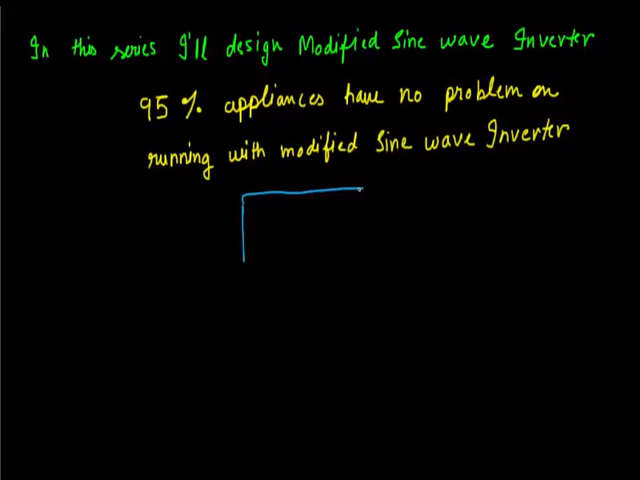 In this series I'll design Modified Sine wave Inverter
95 % appliances have no problem on
running with modified Sine wave Inverter